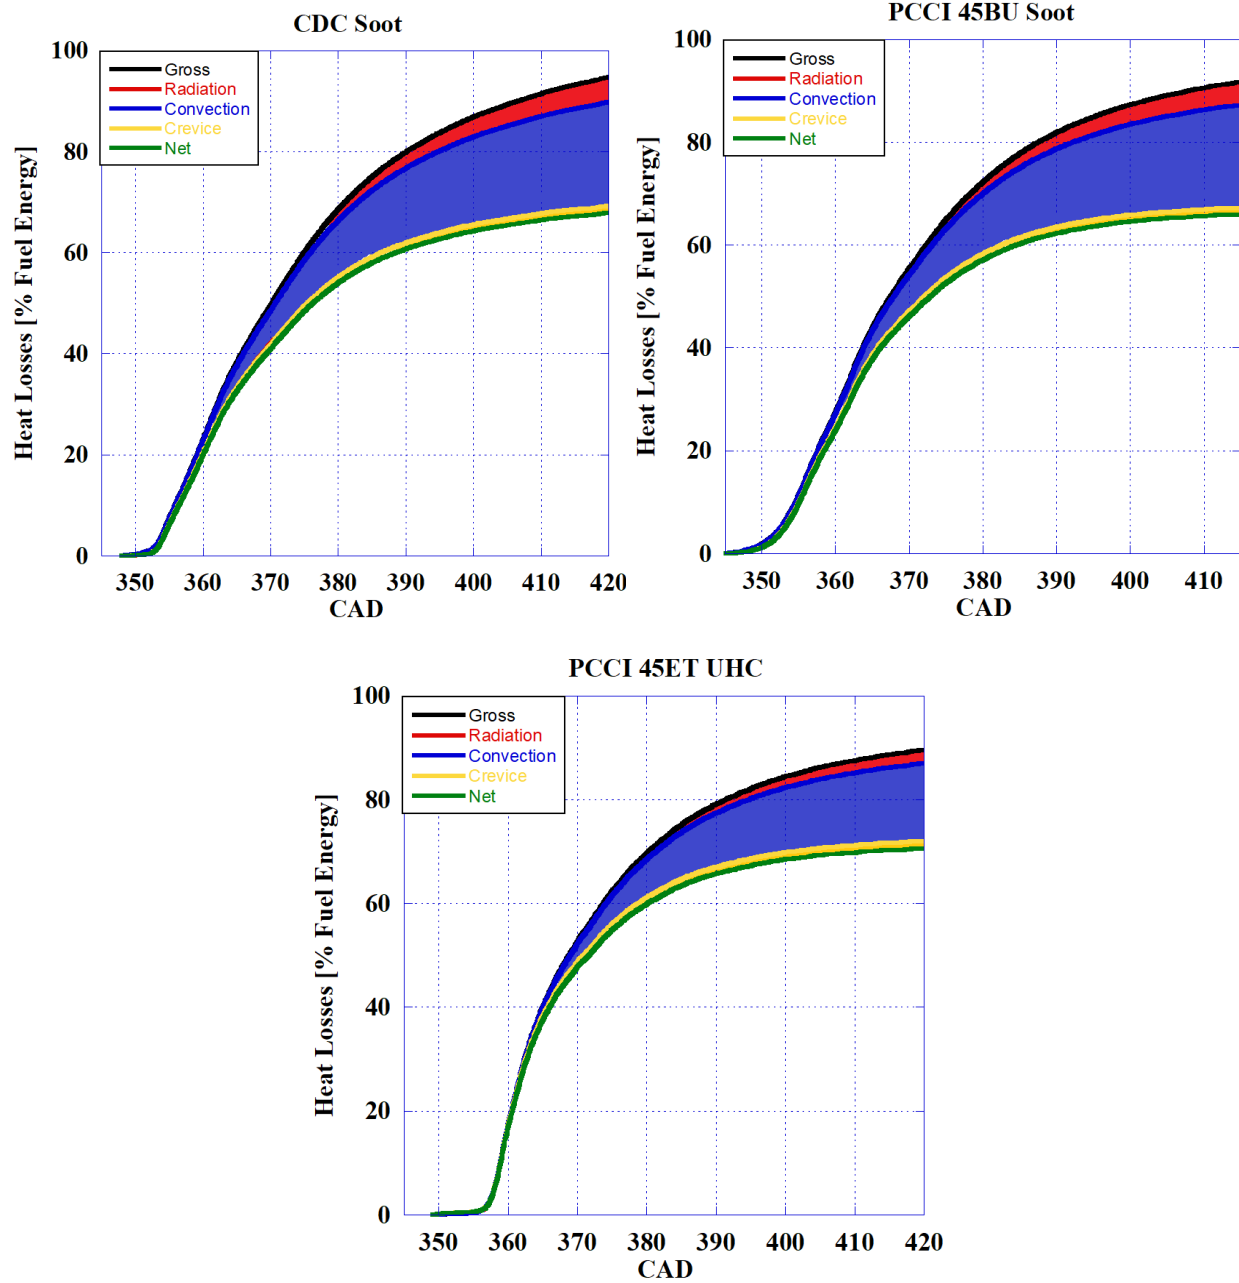 CDC Soot
Heat Losses [% Fuel Energy]
100
80
60
40
20
0
Gross
Radiation
Convection
Crevice
Net
350 360 370 380 390 400 410 420
CAD
PCCI 45BU Soot
Heat Losses [% Fuel Energy]
100
80
60
40
20
0
Gross
Radiation
Convection
Crevice
Net
350 360 370 380 390 400 410
CAD
PCCI 45ET UHC
Heat Losses [% Fuel Energy]
100
80
60
40
20
0
Gross
Radiation
Convection
Crevice
Net
350 360 370 380 390 400 410 420
CAD